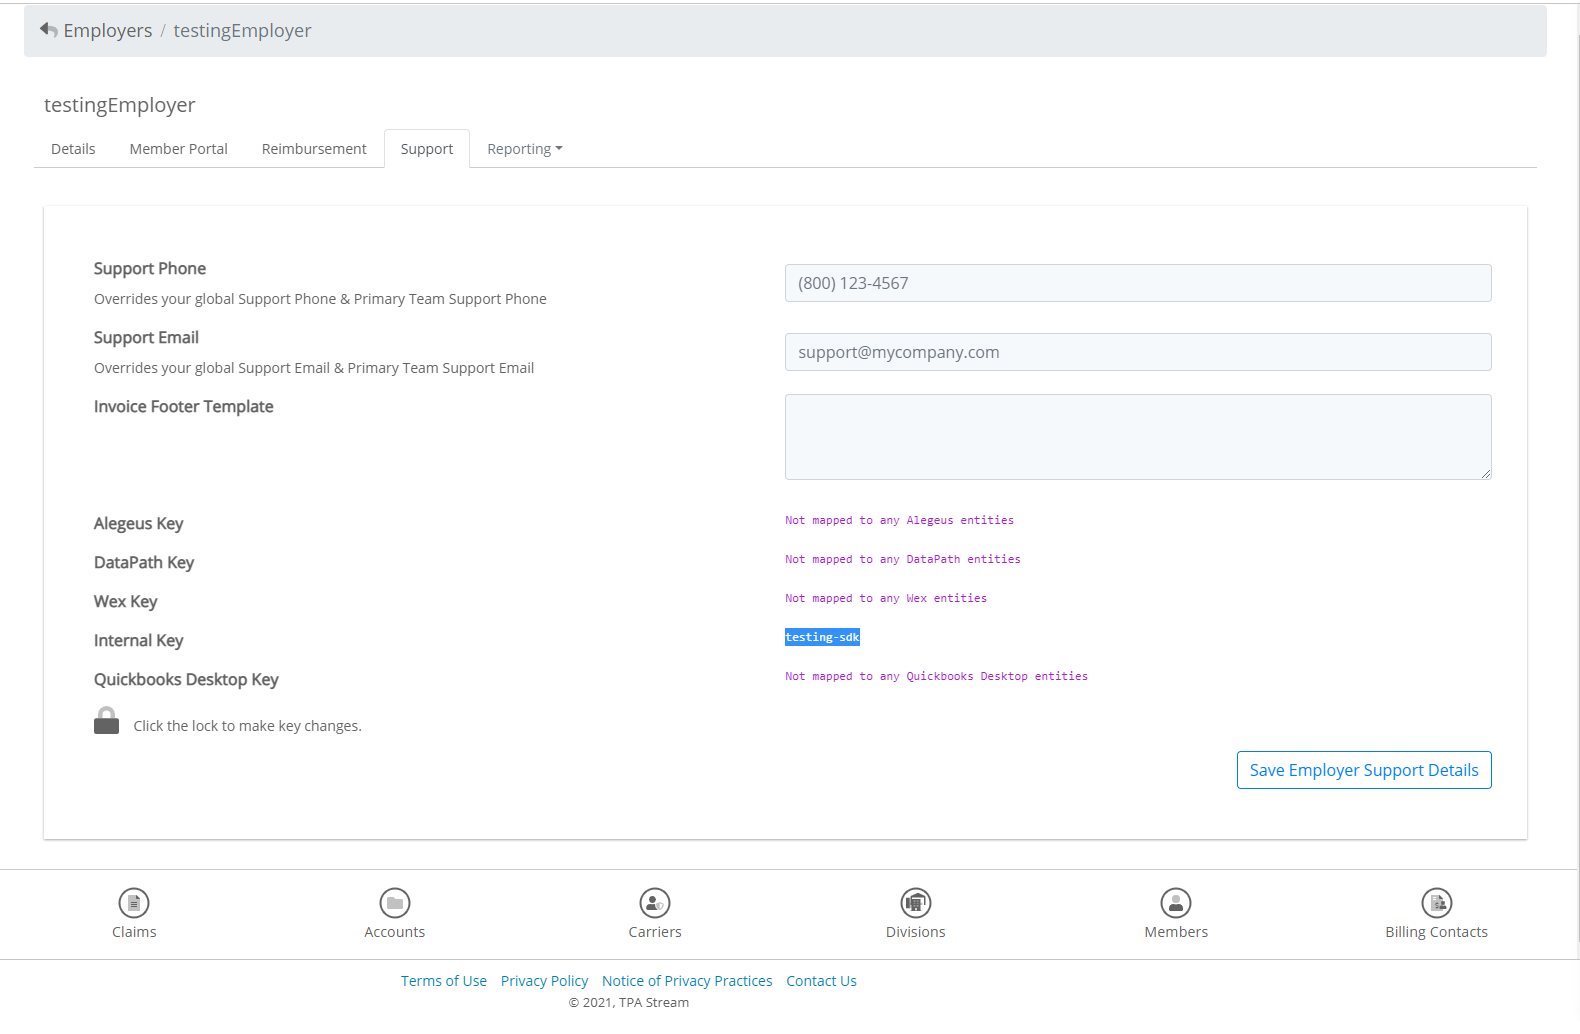 Employers / testingEmployer
testingEmployer
Details Member Portal Reimbursement Support Reporting
Support Phone
(800) 123-4567
Overrides your global Support Phone & Primary Team Support Phone
Support Email
support@mycompany.com
Overrides your global Support Email & Primary Team Support Email
Invoice Footer Template
Alegeus Key Not mapped to any Alegeus entities
DataPath Key Not mapped to any DataPath entities
Wex Key Not mapped to any Wex entities
Internal Key testing-sdk
Quickbooks Desktop Key Not mapped to any Quickbooks Desktop entities
Click the lock to make key changes.
Save Employer Support Details
Claims Accounts Carriers Divisions Members Billing Contacts
Terms of Use Privacy Policy Notice of Privacy Practices Contact Us
© 2021, TPA Stream